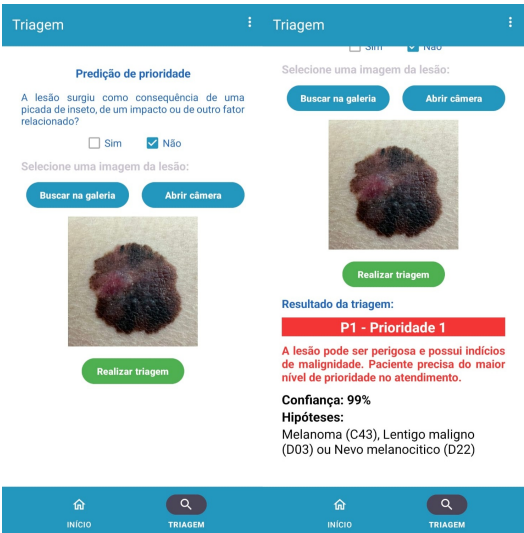 Triagem
Predição de prioridade
A lesão surgiu como consequência de uma
picada de inseto, de um impacto ou de outro fator
relacionado?
Sim Não
Selecione uma imagem da lesão:
Buscar na galeria Abrir câmera
Realizar triagem
INÍCIO TRIAGEM
Triagem
Sim Não
Selecione uma imagem da lesão:
Buscar na galeria Abrir câmera
Realizar triagem
Resultado da triagem:
P1 - Prioridade 1
A lesão pode ser perigosa e possui indícios
de malignidade. Paciente precisa do maior
nível de prioridade no atendimento.
Confiança: 99%
Hipóteses:
Melanoma (C43), Lentigo maligno
(D03) ou Nevo melanocitico (D22)
INÍCIO TRIAGEM